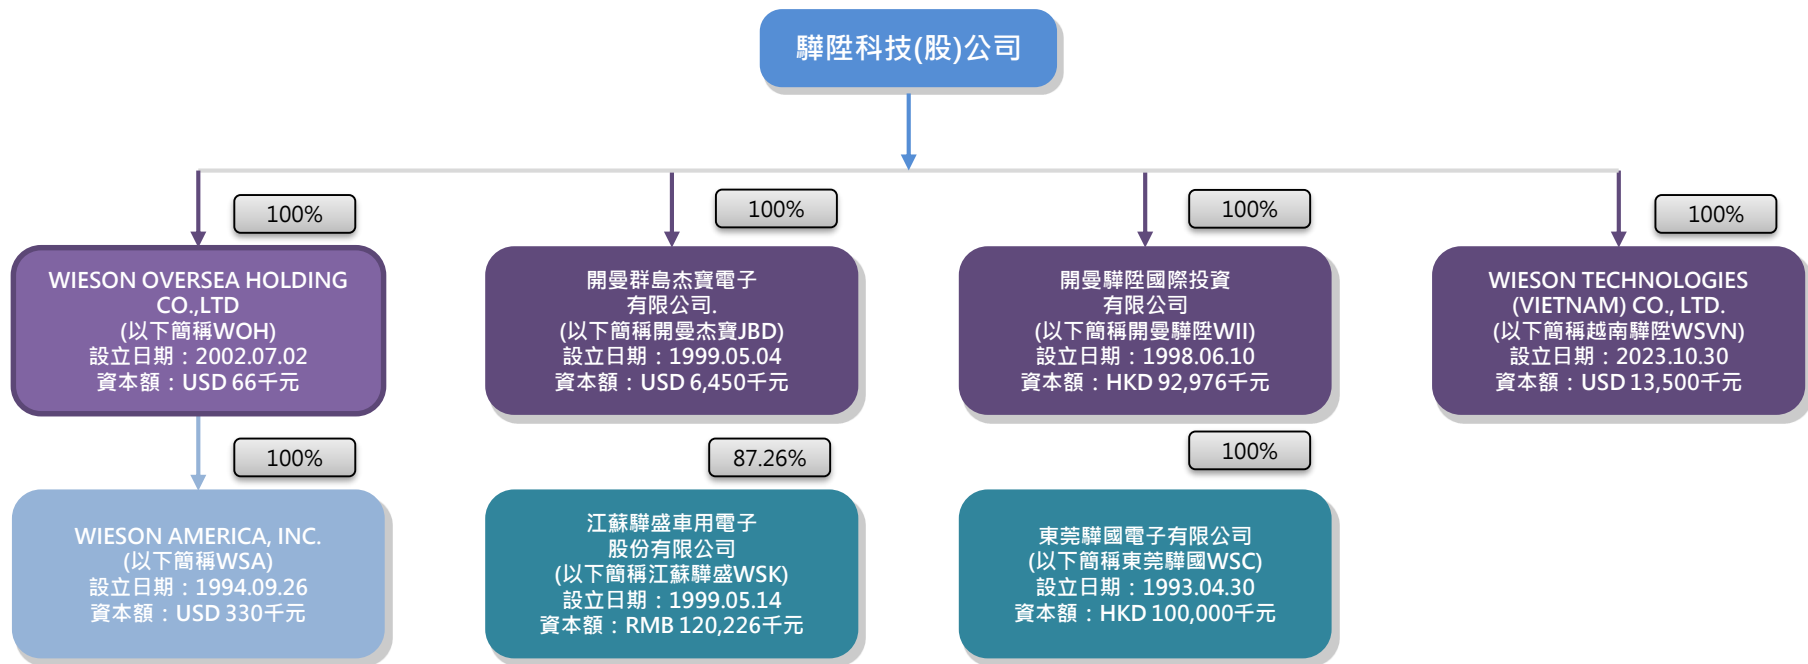 驊陞科技(股)公司
100%
100%
100%
100%
WIESON OVERSEA HOLDING
CO.,LTD
(以下簡稱WOH)
設立日期：2002.07.02
資本額：USD 66千元
開曼群島杰寶電子
有限公司.
(以下簡稱開曼杰寶JBD)
設立日期：1999.05.04
資本額：USD 6,450千元
開曼驊陞國際投資
有限公司
(以下簡稱開曼驊陞WII)
設立日期：1998.06.10
資本額：HKD 92,976千元
WIESON TECHNOLOGIES
(VIETNAM) CO., LTD.
(以下簡稱越南驊陞WSVN)
設立日期：2023.10.30
資本額：USD 13,500千元
100%
87.26%
100%
WIESON AMERICA, INC.
(以下簡稱WSA)
設立日期：1994.09.26
資本額：USD 330千元
江蘇驊盛車用電子
股份有限公司
(以下簡稱江蘇驊盛WSK)
設立日期：1999.05.14
資本額：RMB 120,226千元
東莞驊國電子有限公司
(以下簡稱東莞驊國WSC)
設立日期：1993.04.30
資本額：HKD 100,000千元